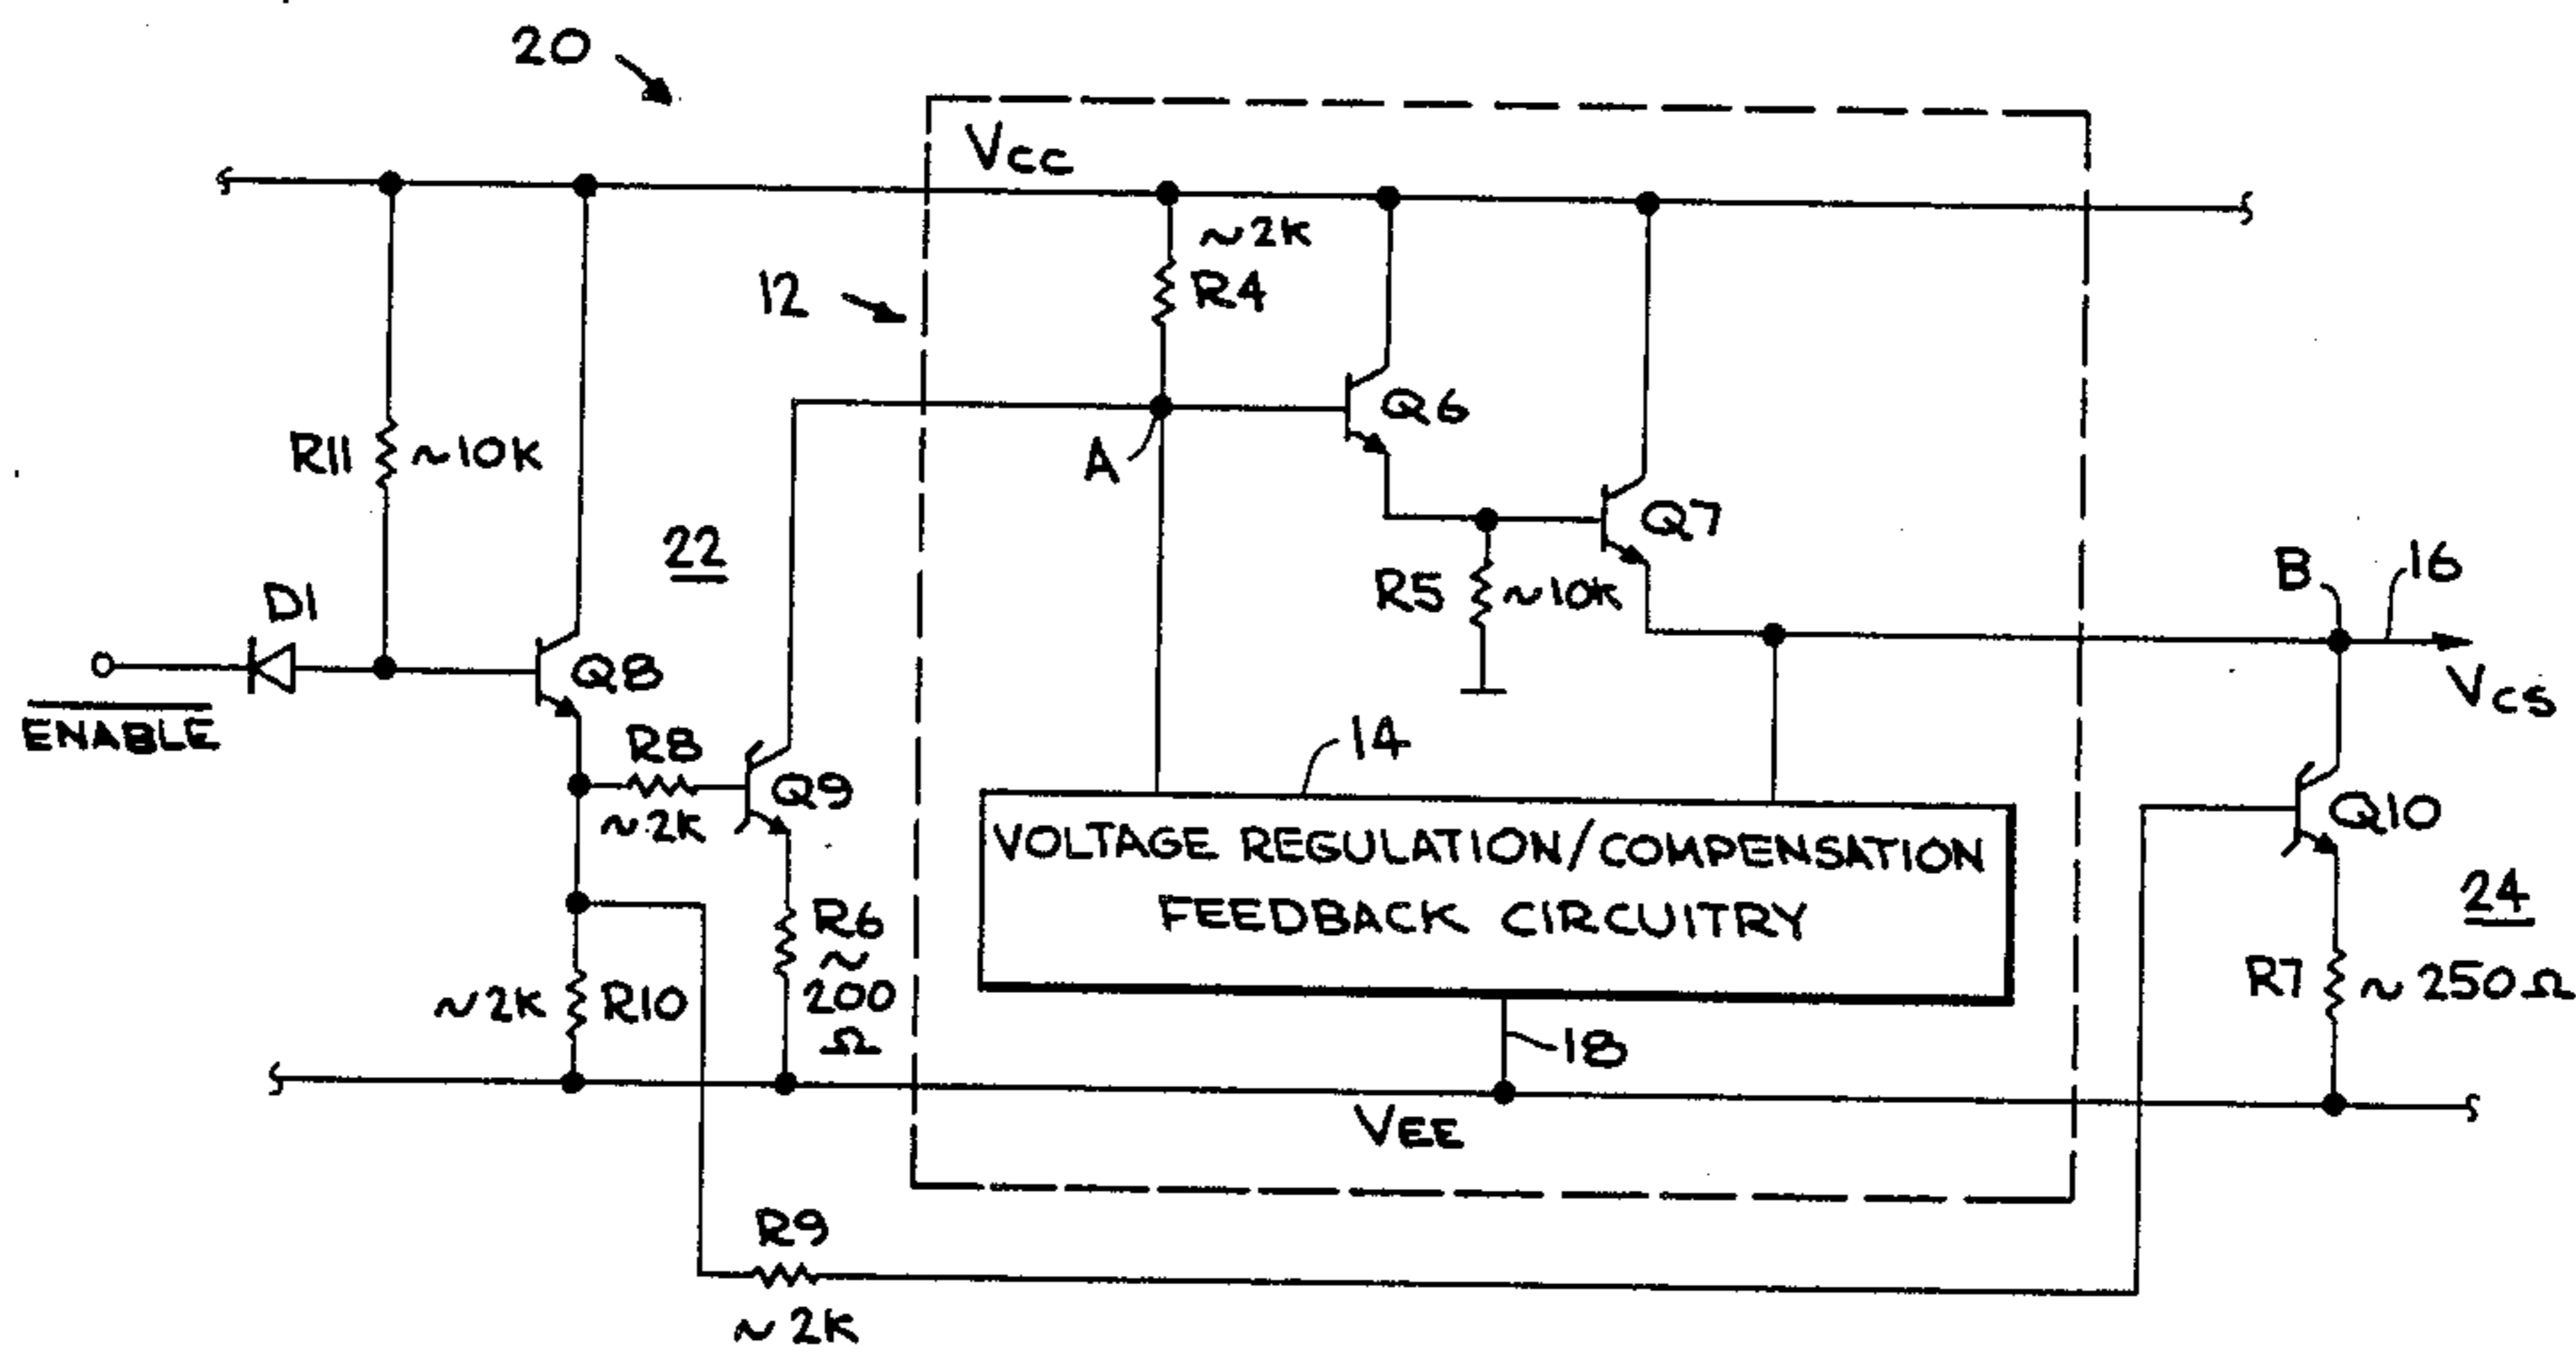 20
VCC
~2K
R4
12
Q6
A
R11
~10K
22
Q7
R5
~10K
B
16
D1
Q8
VCS
ENABLE
R8
~2K
Q9
14
Q10
VOLTAGE REGULATION/COMPENSATION
FEEDBACK CIRCUITRY
24
R6
~
200
Ω
~2K
R10
R7
~250Ω
18
VEE
R9
~2K